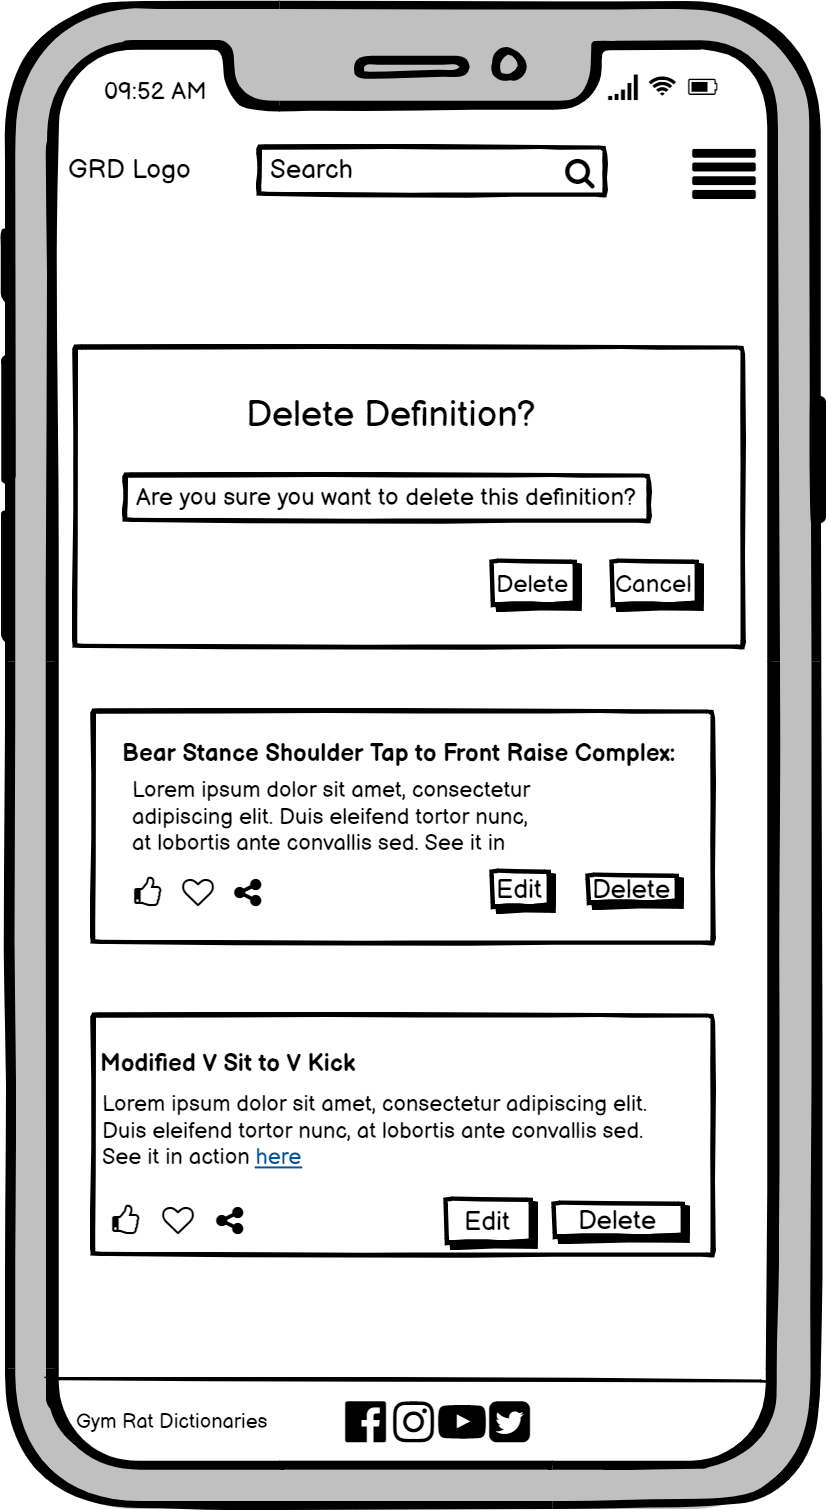 09:52 AM
GRD Logo
Search
Delete Definition?
Are you sure you want to delete this definition?
Delete
Cancel
Bear Stance Shoulder Tap to Front Raise Complex:
Lorem ipsum dolor sit amet, consectetur
adipiscing elit. Duis eleifend tortor nunc,
at lobortis ante convallis sed. See it in
Edit
Delete
Modified V Sit to V Kick
Lorem ipsum dolor sit amet, consectetur adipiscing elit.
Duis eleifend tortor nunc, at lobortis ante convallis sed.
See it in action here
Edit
Delete
Gym Rat Dictionaries